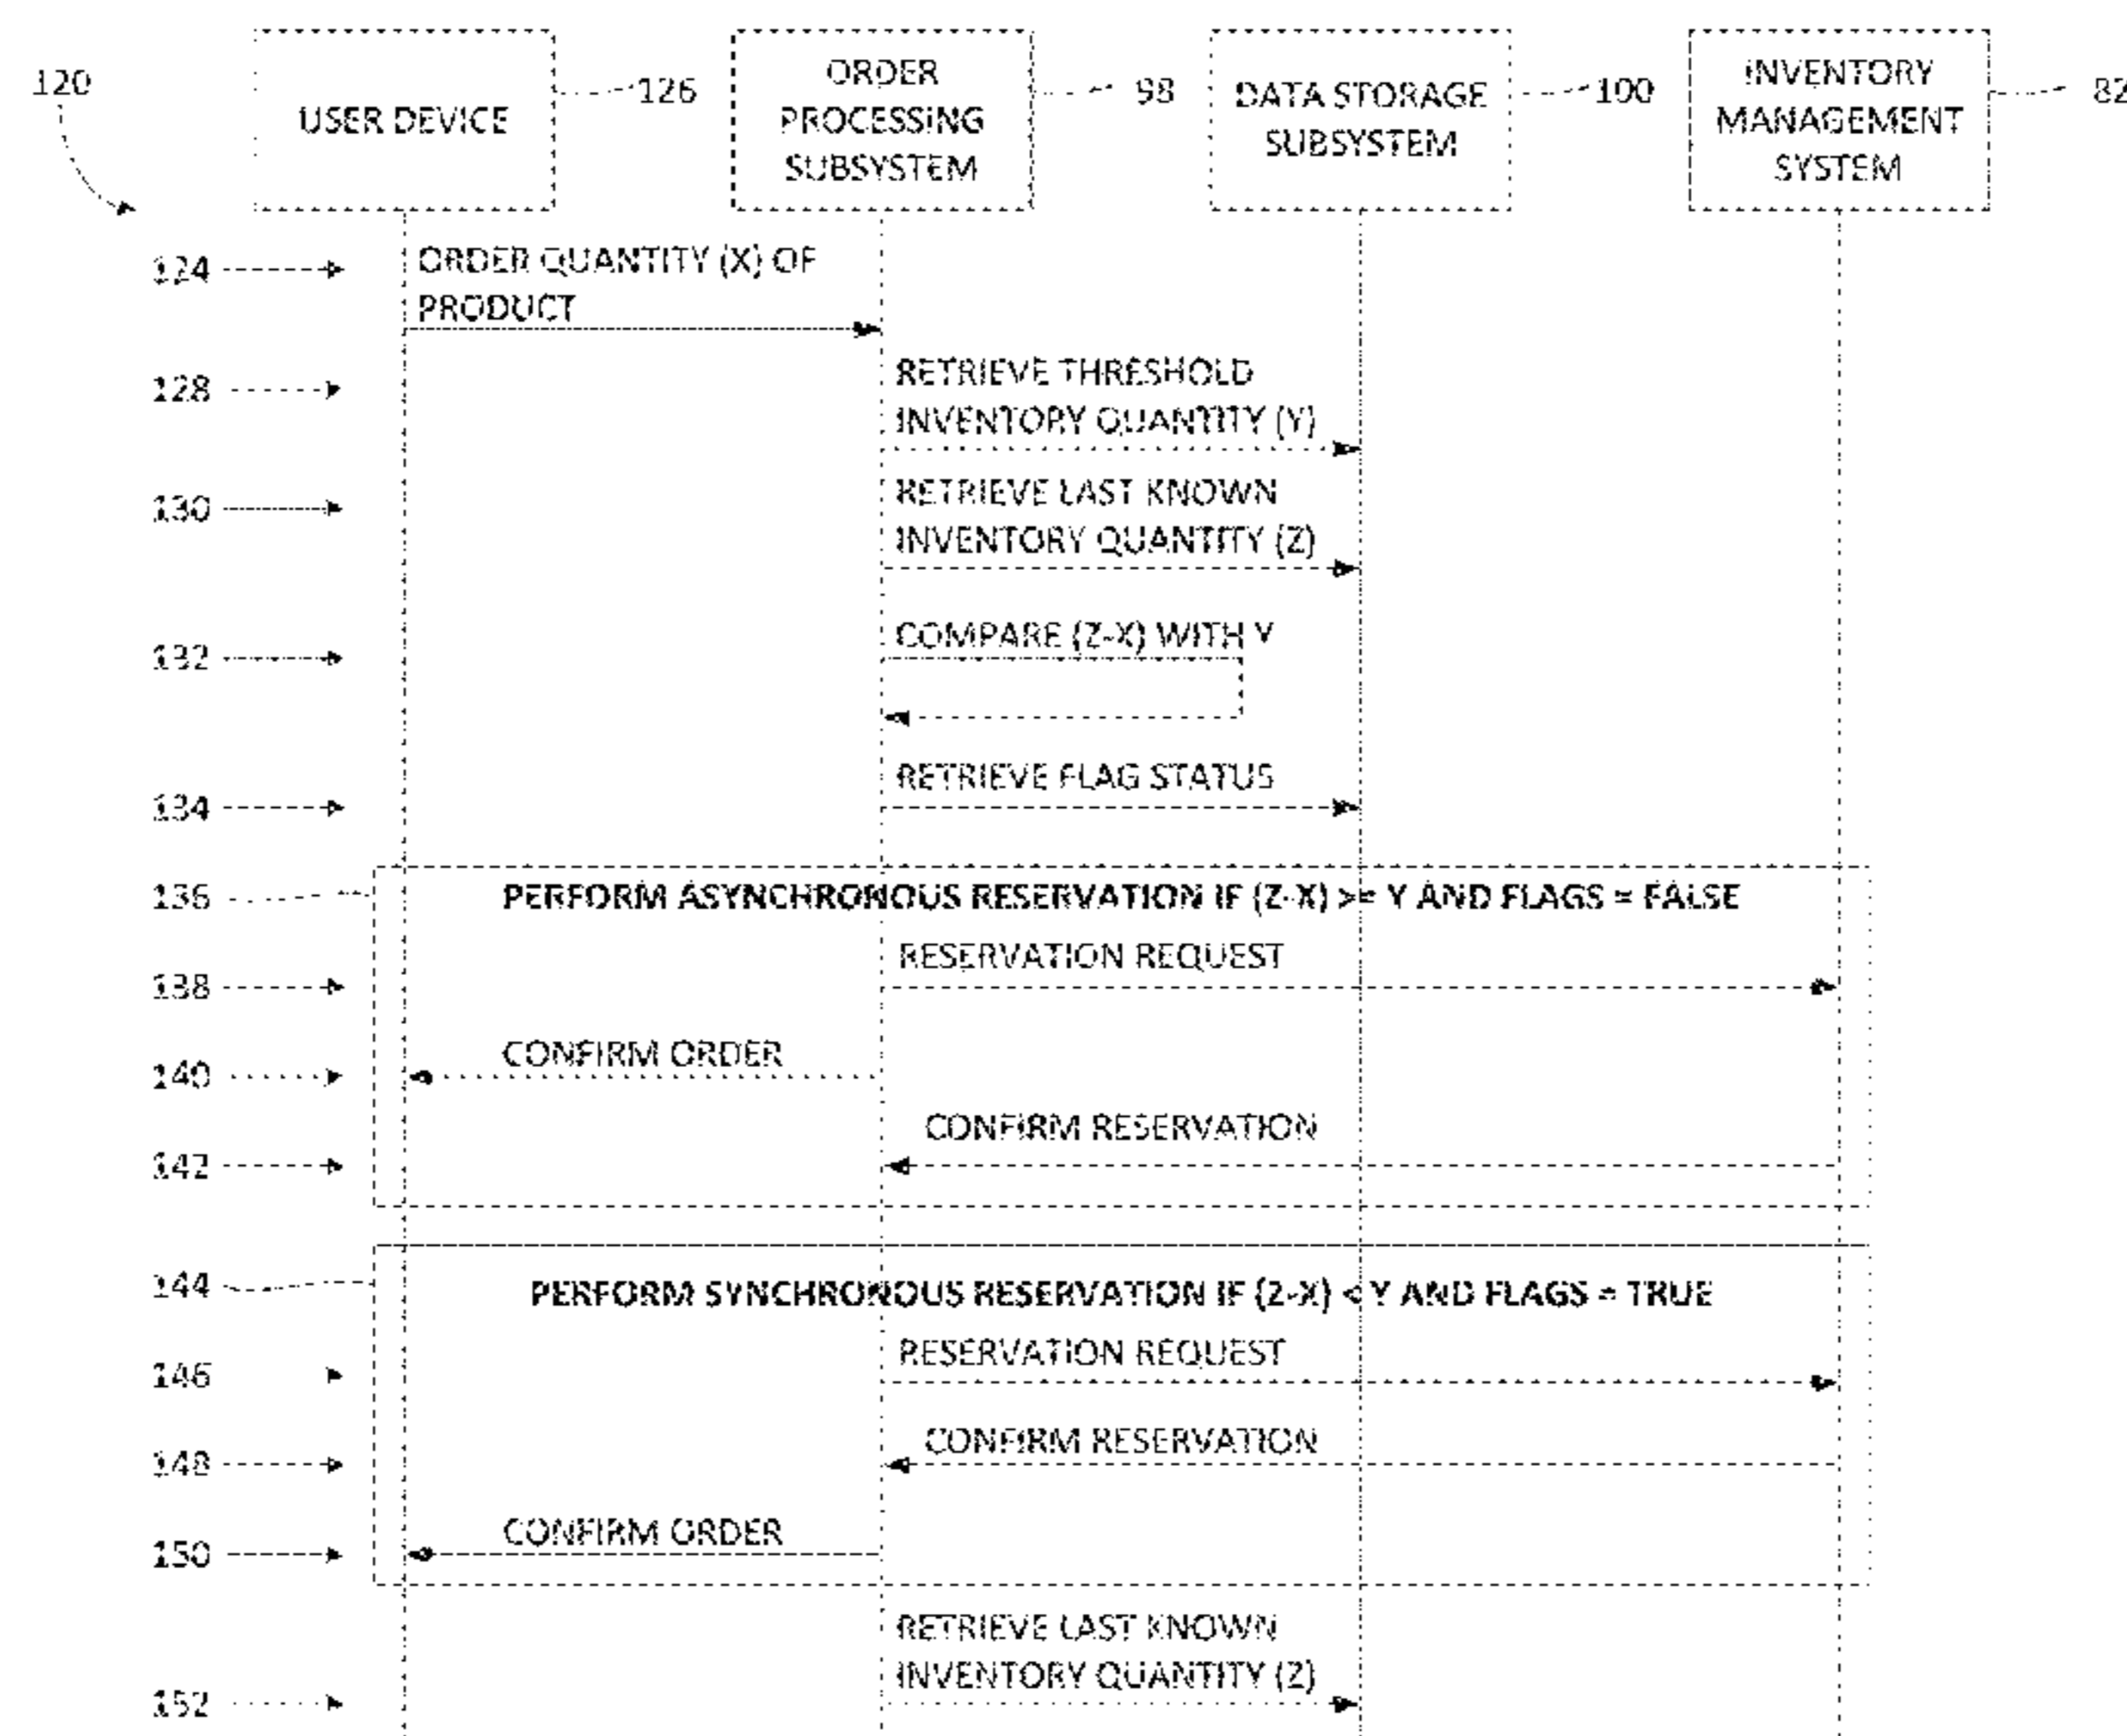 120
USER DEVICE
126
ORDER
PROCESSING
SUBSYSTEM
98
DATA STORAGE
SUBSYSTEM
100
INVENTORY
MANAGEMENT
SYSTEM
82
124
ORDER QUANTITY (X) OF
PRODUCT
128
RETRIEVE THRESHOLD
INVENTORY QUANTITY (Y)
130
RETRIEVE LAST KNOWN
INVENTORY QUANTITY (Z)
132
COMPARE (Z-X) WITH Y
134
RETRIEVE FLAG STATUS
136
PERFORM ASYNCHRONOUS RESERVATION IF (Z-X) >= Y AND FLAGS = FALSE
138
RESERVATION REQUEST
140
CONFIRM ORDER
142
CONFIRM RESERVATION
144
PERFORM SYNCHRONOUS RESERVATION IF (Z-X) < Y AND FLAGS = TRUE
146
RESERVATION REQUEST
148
CONFIRM RESERVATION
150
CONFIRM ORDER
152
RETRIEVE LAST KNOWN
INVENTORY QUANTITY (Z)